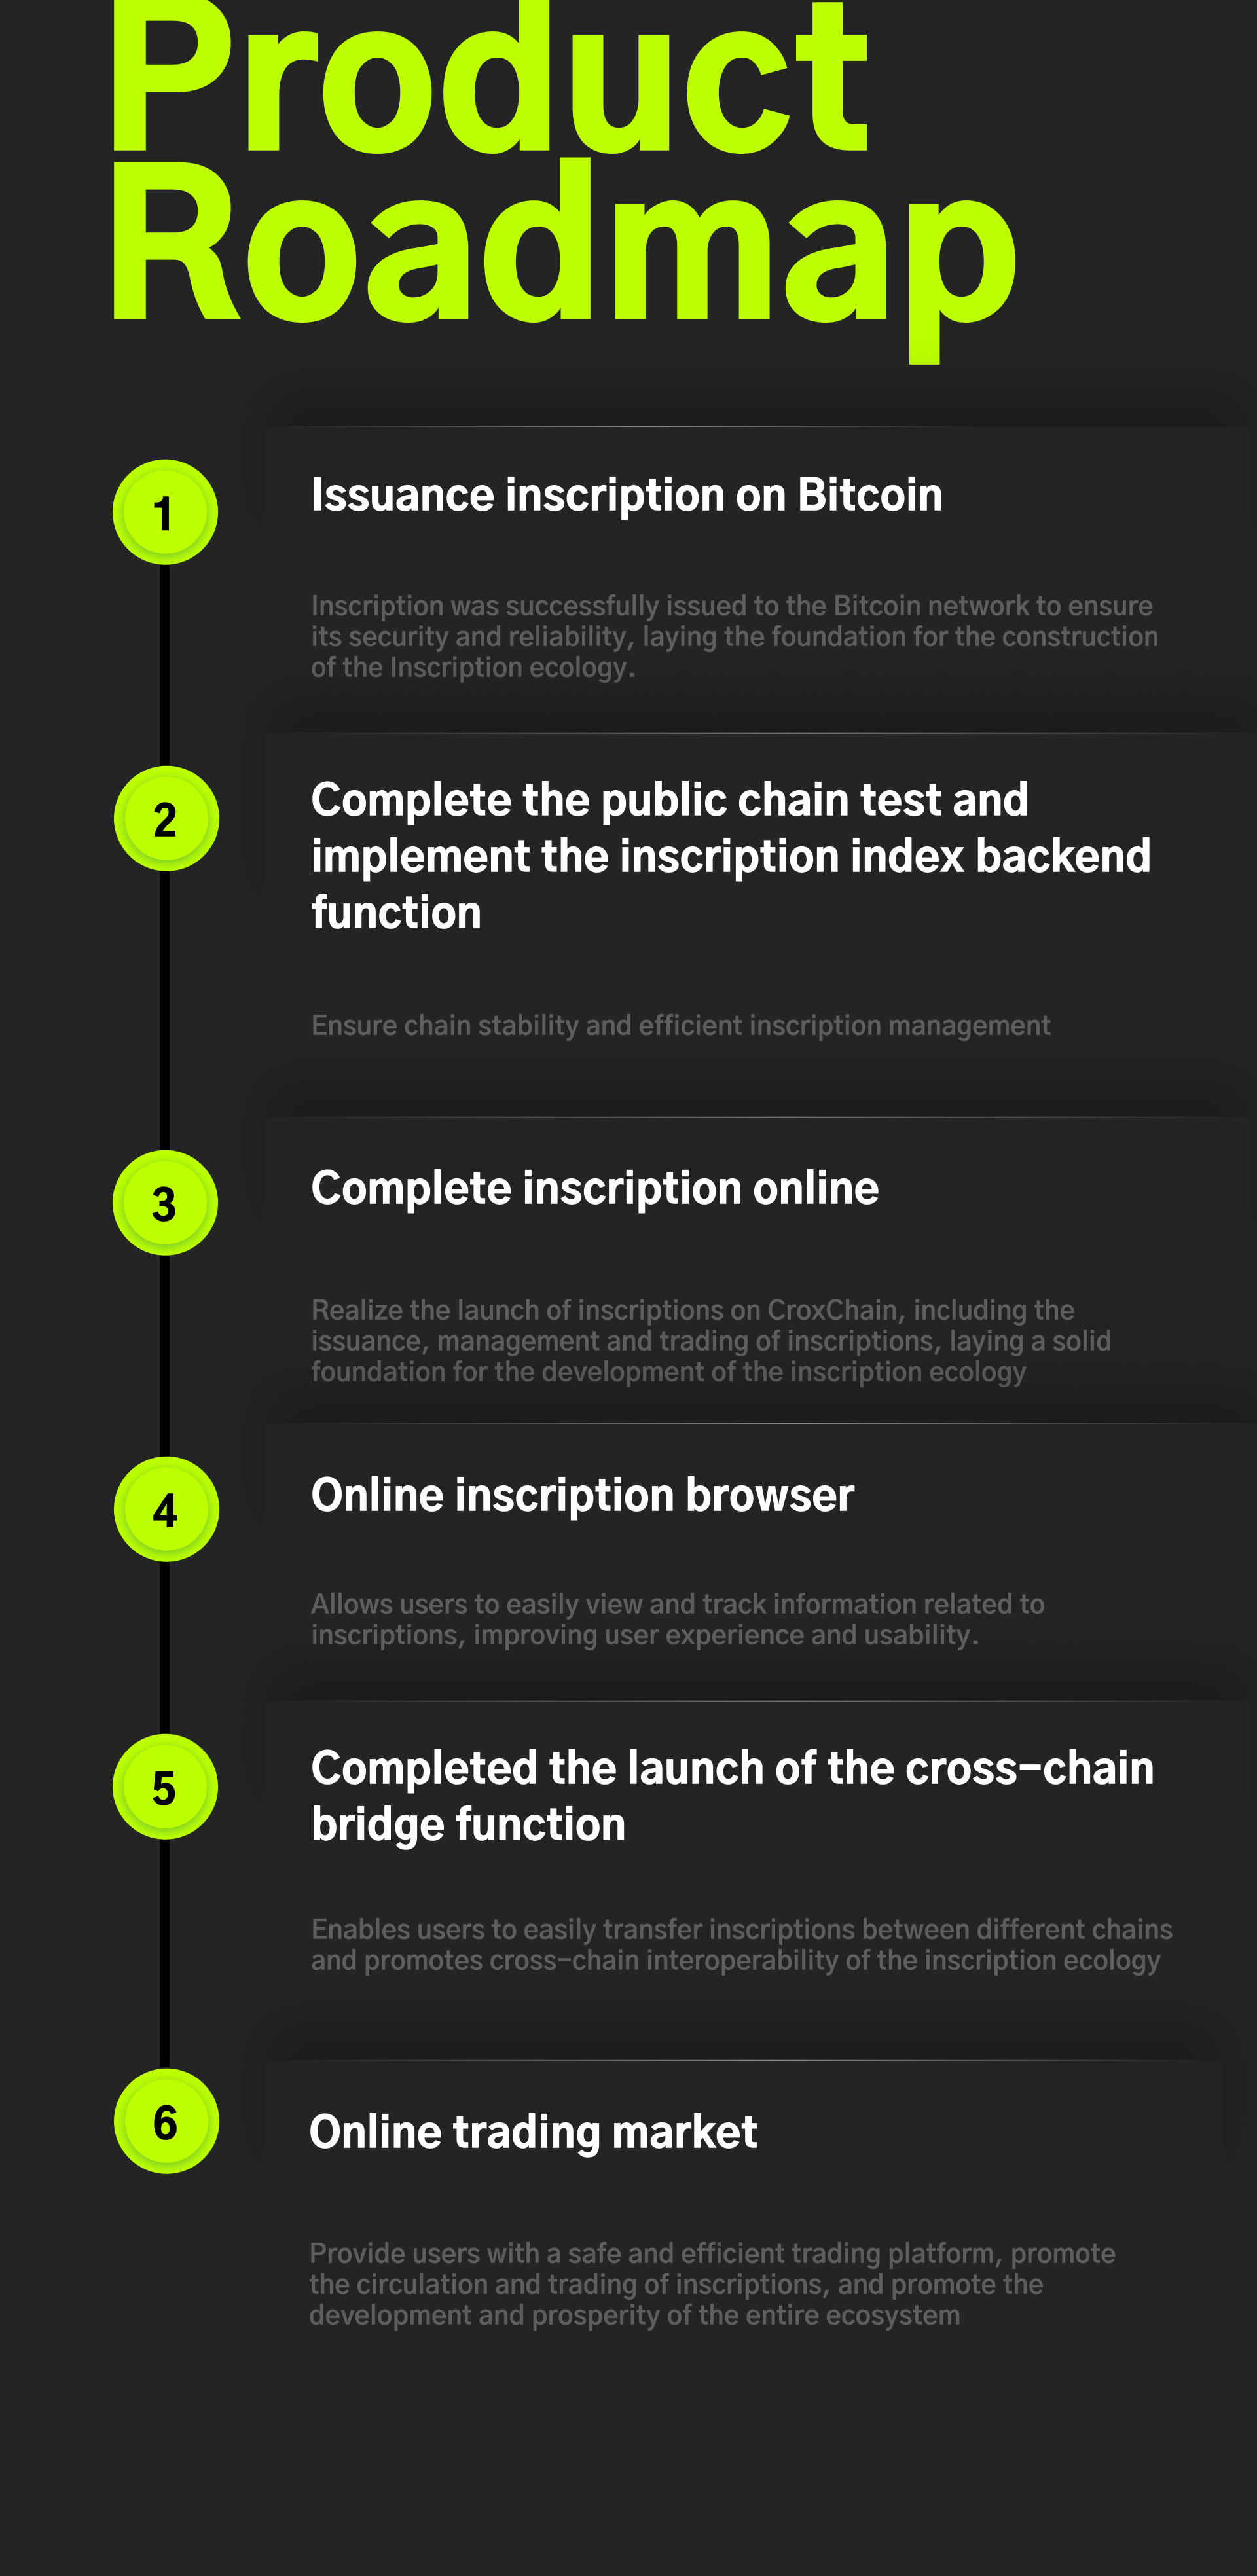 Product
Roadmap
1
Issuance inscription on Bitcoin
Inscription was successfully issued to the Bitcoin network to ensure
its security and reliability, laying the foundation for the construction
of the Inscription ecology.
2
Complete the public chain test and
implement the inscription index backend
function
Ensure chain stability and efficient inscription management
3
Complete inscription online
Realize the launch of inscriptions on CroxChain, including the
issuance, management and trading of inscriptions, laying a solid
foundation for the development of the inscription ecology
4
Online inscription browser
Allows users to easily view and track information related to
inscriptions, improving user experience and usability.
5
Completed the launch of the cross-chain
bridge function
Enables users to easily transfer inscriptions between different chains
and promotes cross-chain interoperability of the inscription ecology
6
Online trading market
Provide users with a safe and efficient trading platform, promote
the circulation and trading of inscriptions, and promote the
development and prosperity of the entire ecosystem